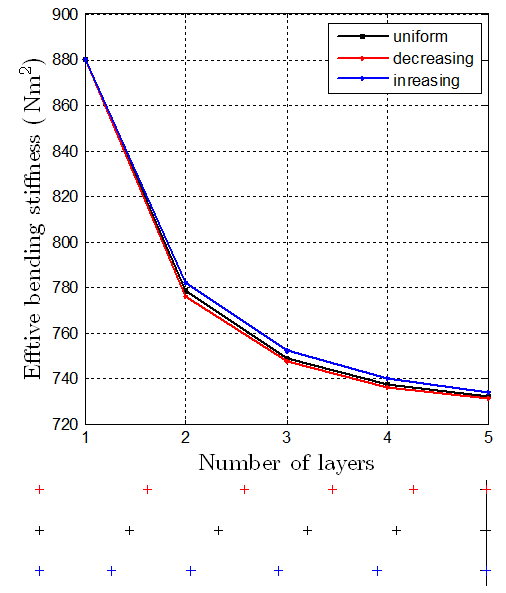 900
880
860
840
820
800
780
760
740
720
Efftive bending stiffness (Nm²)
uniform
decreasing
inreasing
1 2 3 4 5
Number of layers